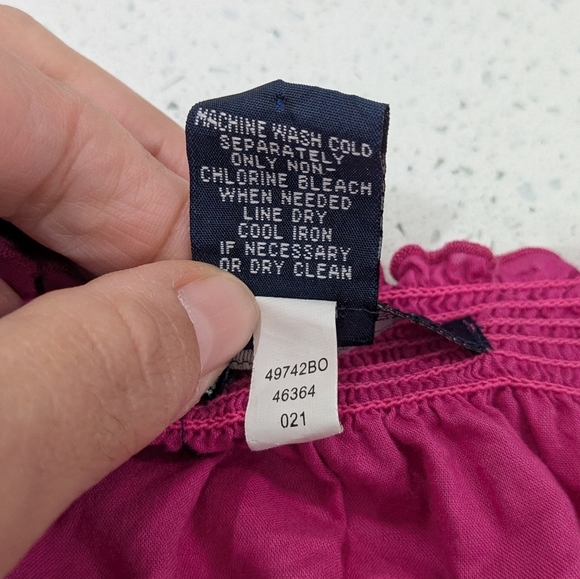 MACHINE WASH COLD
SEPARATELY
ONLY NON-
CHLORINE BLEACH
WHEN NEEDED
LINE DRY
COOL IRON
IF NECESSARY
OR DRY CLEAN
49742BO
46364
021